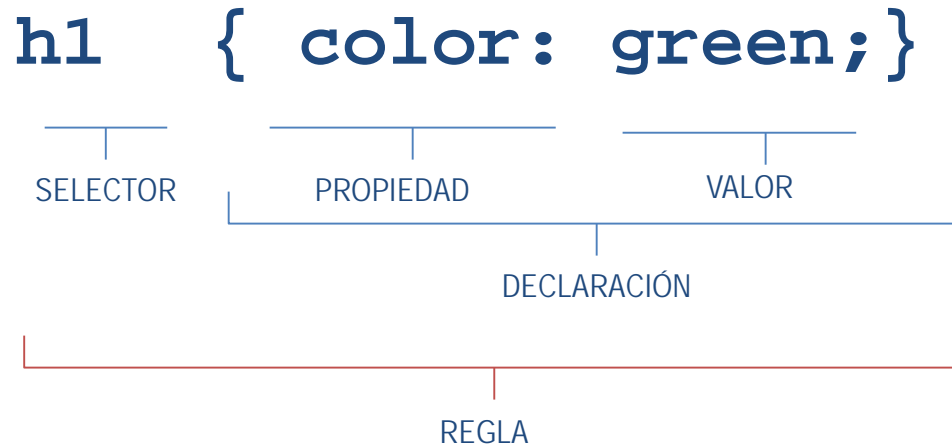 h1 { color: green;}
SELECTOR PROPIEDAD VALOR
DECLARACIÓN
REGLA